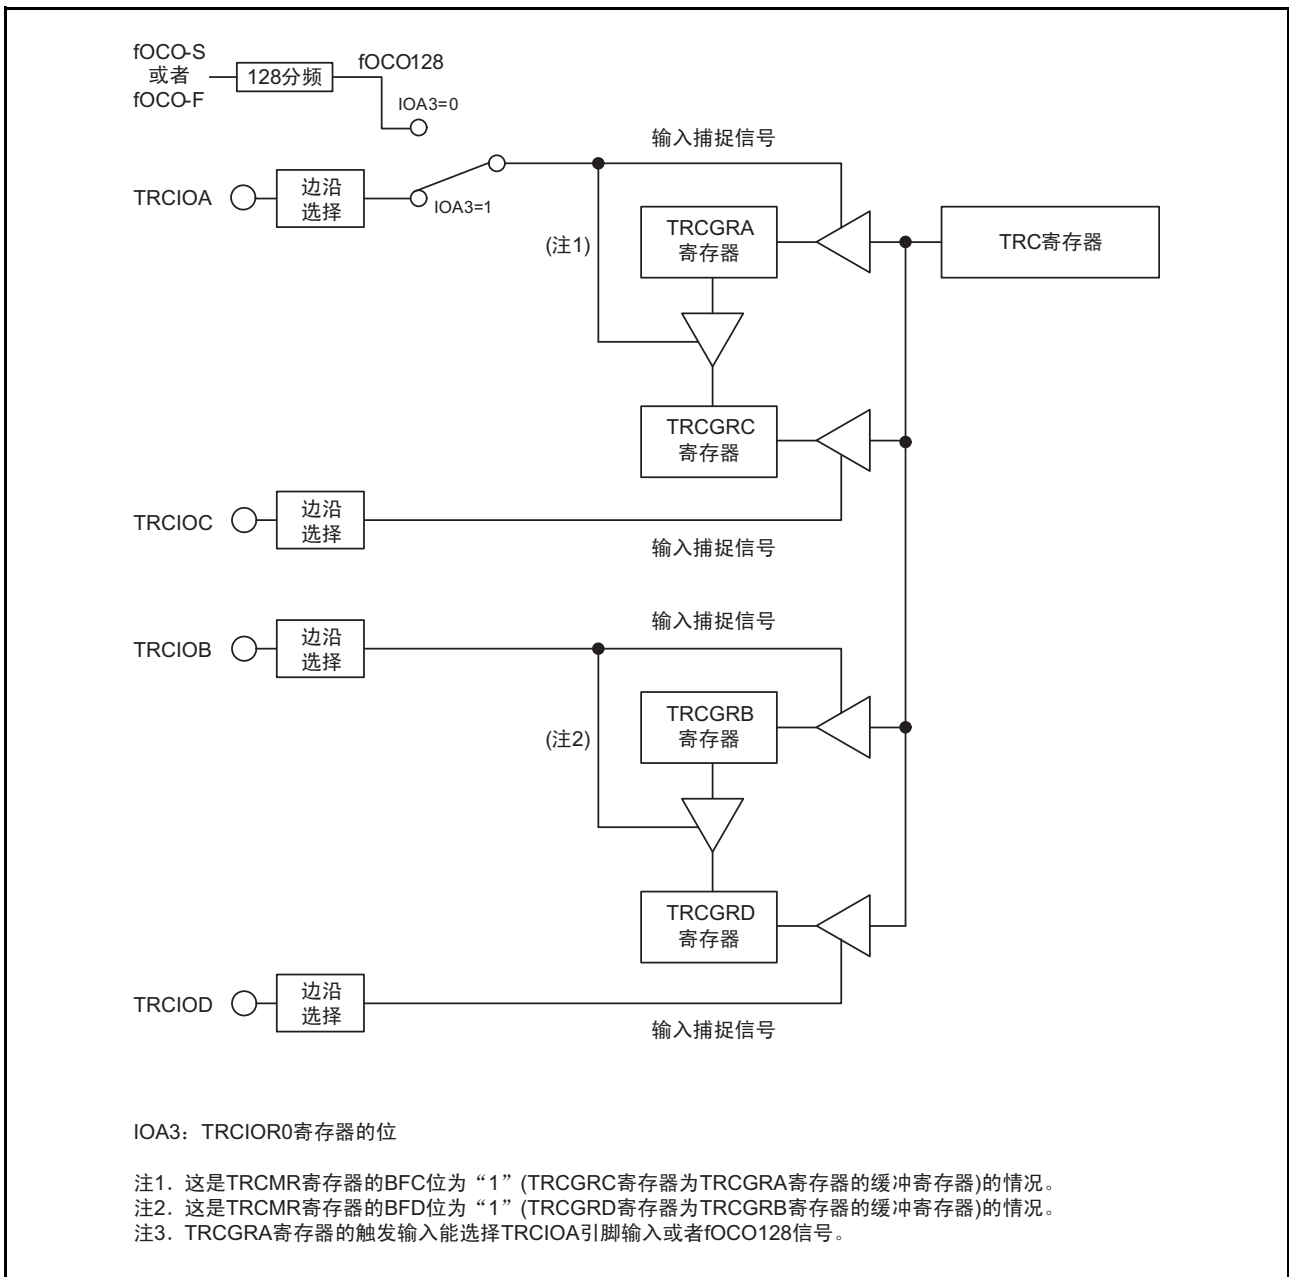 fOCO-S
或者
fOCO-F
128分频
fOCO128
IOA3=0
输入捕捉信号
TRCIOA
边沿
选择
IOA3=1
(注1)
TRCGRA
寄存器
TRC寄存器
TRCGRC
寄存器
TRCIOC
边沿
选择
输入捕捉信号
输入捕捉信号
TRCIOB
边沿
选择
(注2)
TRCGRB
寄存器
TRCGRD
寄存器
TRCIOD
边沿
选择
输入捕捉信号
IOA3：TRCIOR0寄存器的位
注1. 这是TRCMR寄存器的BFC位为“1”(TRCGRC寄存器为TRCGRA寄存器的缓冲寄存器)的情况。
注2. 这是TRCMR寄存器的BFD位为“1”(TRCGRD寄存器为TRCGRB寄存器的缓冲寄存器)的情况。
注3. TRCGRA寄存器的触发输入能选择TRCIOA引脚输入或者fOCO128信号。